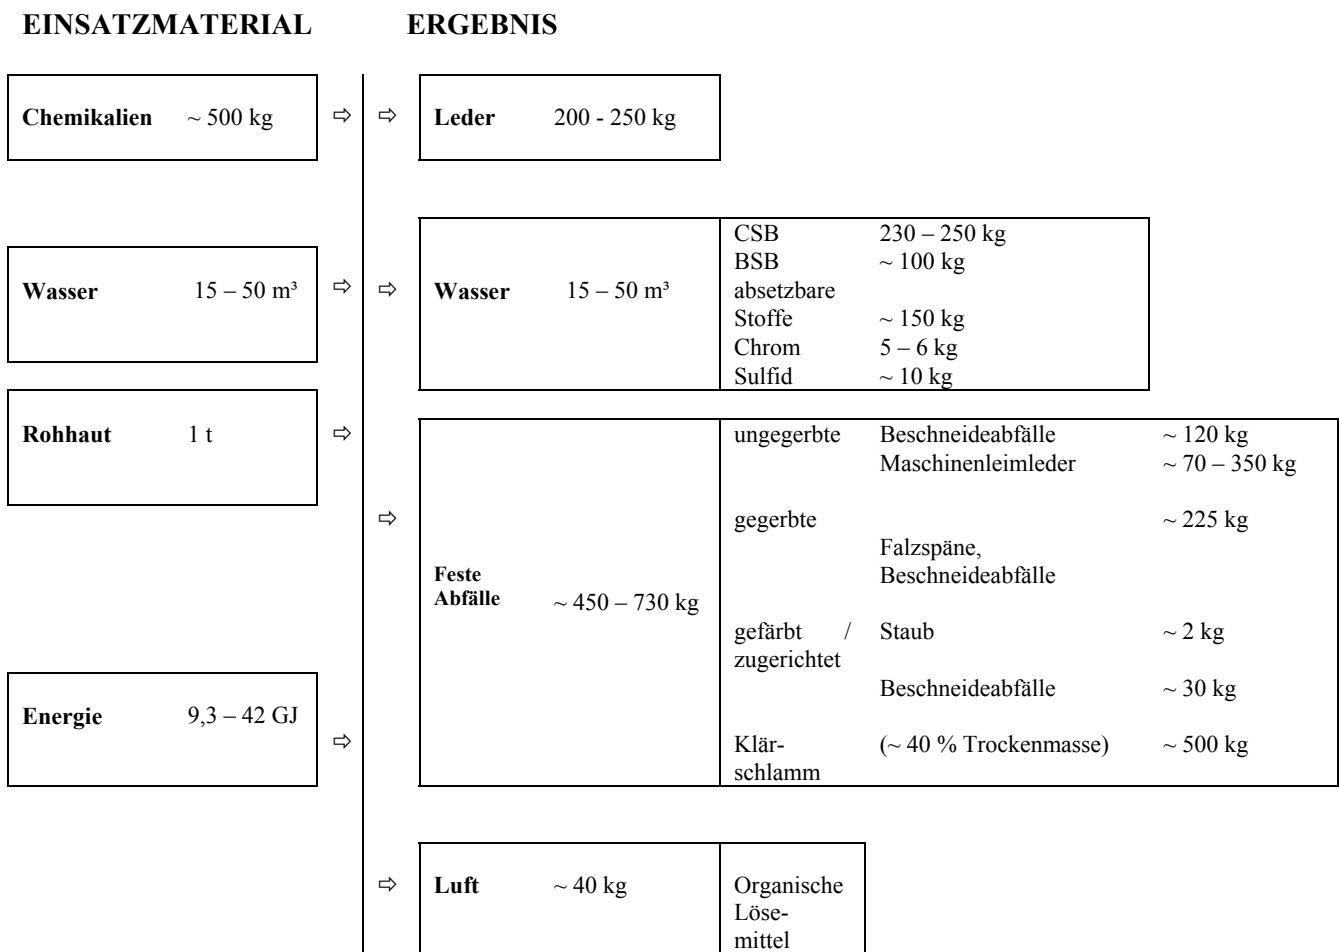 EINSATZMATERIAL ERGEBNIS
Chemikalien ~ 500 kg ⇨ ⇨ Leder 200 - 250 kg
Wasser 15 – 50 m³ ⇨ ⇨ Wasser 15 – 50 m³
CSB 230 – 250 kg
BSB ~ 100 kg
absetzbare
Stoffe ~ 150 kg
Chrom 5 – 6 kg
Sulfid ~ 10 kg
Rohhaut 1 t ⇨
Energie 9,3 – 42 GJ ⇨
⇨ Feste
Abfälle ~ 450 – 730 kg
ungegerbte Beschneideabfälle ~ 120 kg
Maschinenleimleder ~ 70 – 350 kg
gegerbte ~ 225 kg
Falzspäne,
Beschneideabfälle
gefärbt / Staub ~ 2 kg
zugerichtet
Beschneideabfälle ~ 30 kg
Klär- (~ 40 % Trockenmasse) ~ 500 kg
schlamm
⇨ Luft ~ 40 kg Organische
Löse-
mittel